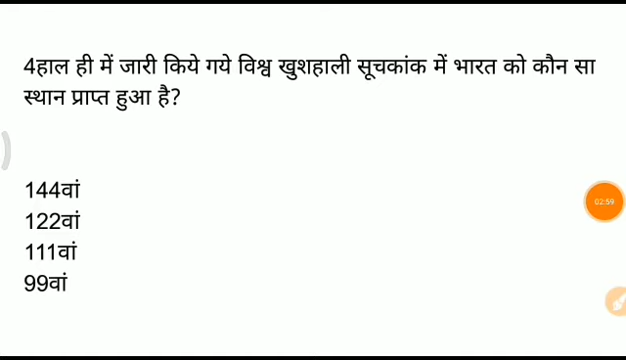 4हाल ही में जारी किये गये विश्व खुशहाली सूचकांक में भारत को कौन सा
स्थान प्राप्त हुआ है?
144वां
122वां
111वां
99वां
02:59